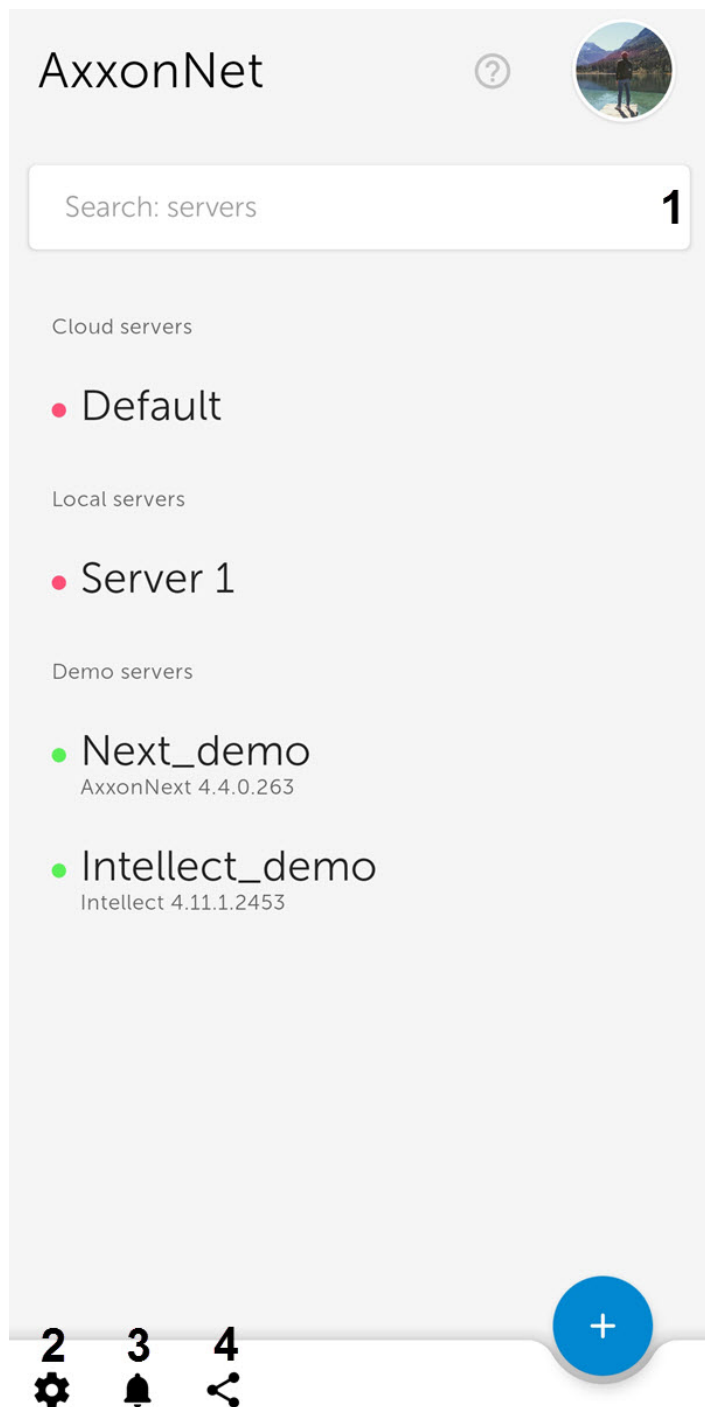 AxxonNet
Search: servers 1
Cloud servers
Default
Local servers
Server 1
Demo servers
Next_demo
AxxonNext 4.4.0.263
Intellect_demo
Intellect 4.11.1.2453
2 3 4